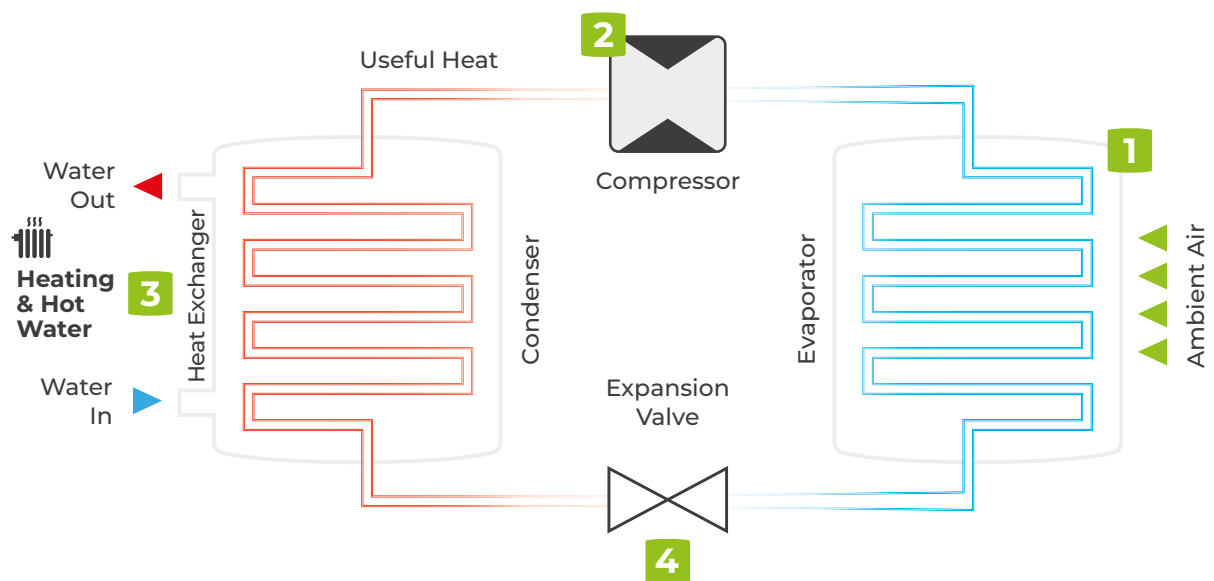 2
Useful Heat
Compressor
1
Water
Out
Heating
& Hot
Water
3
Heat Exchanger
Condenser
Evaporator
Ambient Air
Water
In
Expansion
Valve
4